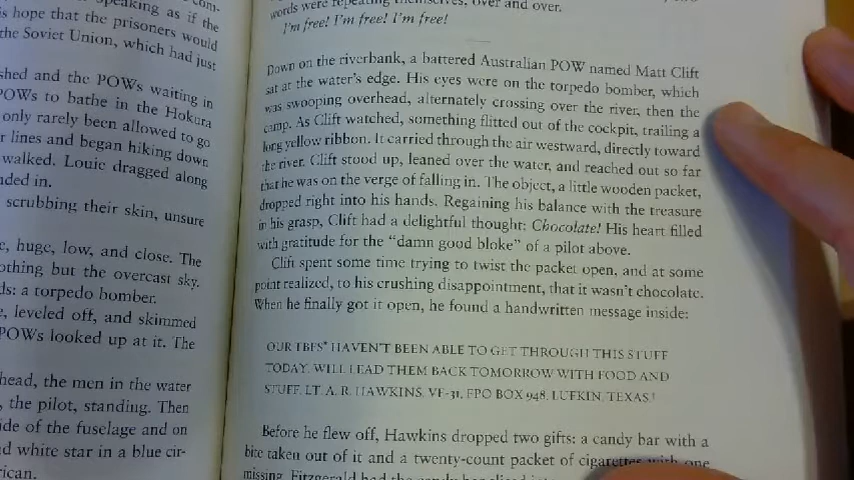 speaking as if the
is hope that the prisoners would
the Soviet Union, which had just
shed and the POWs waiting in
POWs to bathe in the Hokura
only rarely been allowed to go
r lines and began hiking down
walked. Louie dragged along
nded in.
scrubbing their skin, unsure
e, huge, low, and close. The
othing but the overcast sky.
ds: a torpedo bomber.
e, leveled off, and skimmed
POWs looked up at it. The
head, the men in the water
, the pilot, standing. Then
ide of the fuselage and on
d white star in a blue cir-
rican.
words were repeating themselves, over and over.
I'm free! I'm free! I'm free!
Down on the riverbank, a battered Australian POW named Matt Clift
sat at the water's edge. His eyes were on the torpedo bomber, which
was swooping overhead, alternately crossing over the river, then the
camp. As Clift watched, something flitted out of the cockpit, trailing a
long yellow ribbon. It carried through the air westward, directly toward
the river. Clift stood up, leaned over the water, and reached out so far
that he was on the verge of falling in. The object, a little wooden packet,
dropped right into his hands. Regaining his balance with the treasure
in his grasp, Clift had a delightful thought: Chocolate! His heart filled
with gratitude for the “damn good bloke” of a pilot above.
Clift spent some time trying to twist the packet open, and at some
point realized, to his crushing disappointment, that it wasn't chocolate.
When he finally got it open, he found a handwritten message inside:
OUR TBFS* HAVEN'T BEEN ABLE TO GET THROUGH THIS STUFF
TODAY. WILL LEAD THEM BACK TOMORROW WITH FOOD AND
STUFF. LT. A. R. HAWKINS, VF-31, FPO BOX 948, LUFKIN, TEXAS
Before he flew off, Hawkins dropped two gifts: a candy bar with a
bite taken out of it and a twenty-count packet of cigarettes with one
missing. Fitzgerald had the candy bar sliced